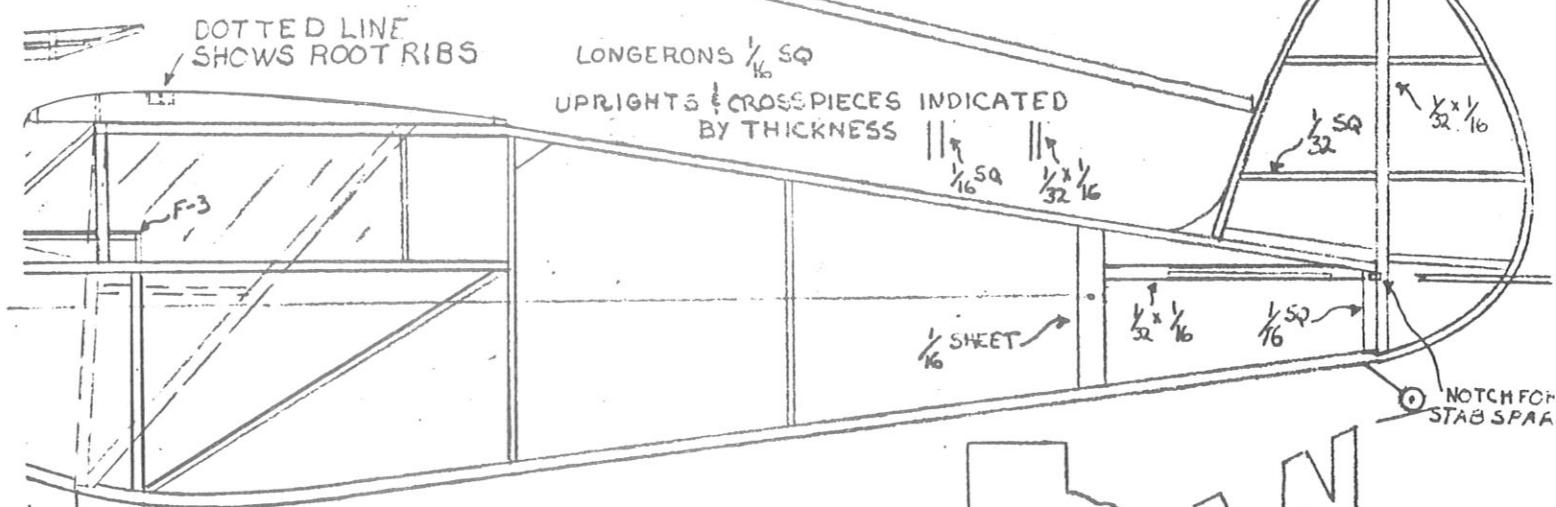 DOTTED LINE
SHOWS ROOT RIBS
LONGERONS 1/16 SQ
UPRIGHTS & CROSSPIECES INDICATED
BY THICKNESS
1/16 SQ
1/32 x 1/16
1/32 SQ
1/32 x 1/16
F-3
1/16 SHEET
1/32 x 1/16
1/16 SQ
NOTCH FOR
STAB SPAR